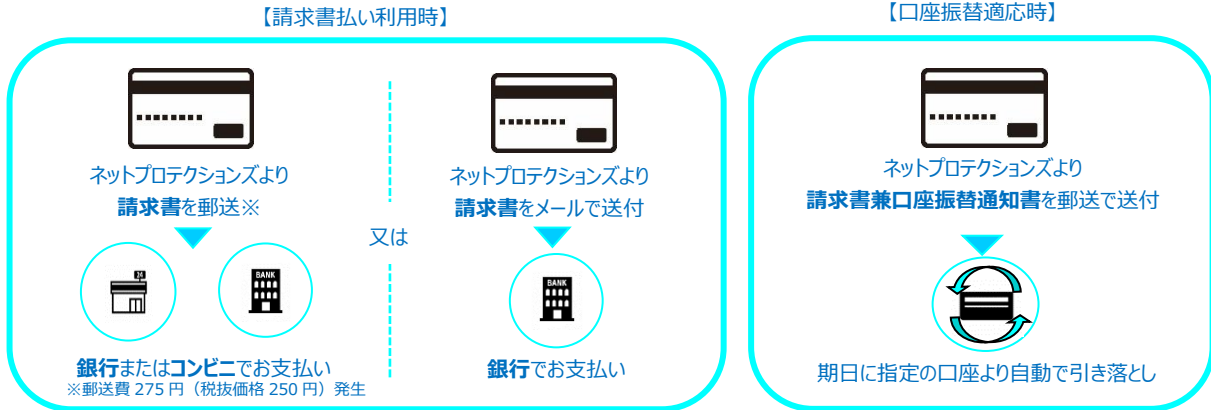 【請求書払い利用時】
ネットプロテクションズより
請求書を郵送※
BANK
24
銀行またはコンビニでお支払い
※郵送費 275 円（税抜価格 250 円）発生
又は
ネットプロテクションズより
請求書をメールで送付
BANK
銀行でお支払い
【口座振替適応時】
ネットプロテクションズより
請求書兼口座振替通知書を郵送で送付
期日に指定の口座より自動で引き落とし